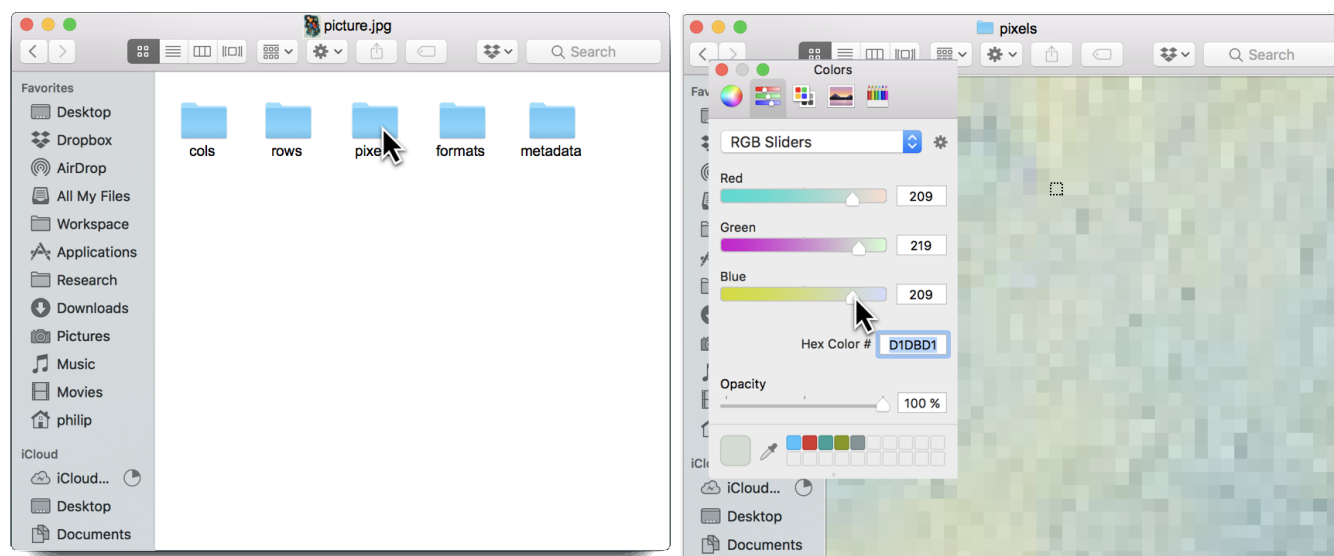 picture.jpg
Search
Favorites
Desktop
Dropbox
AirDrop
All My Files
Workspace
Applications
Research
Downloads
Pictures
Music
Movies
philip
iCloud
iCloud...
Desktop
Documents
cols
rows
formats
metadata
pixels
Search
Colors
RGB Sliders
Red
209
Green
219
Blue
209
Hex Color # D1DBD1
Opacity
100 %
iCloud...
Desktop
Documents